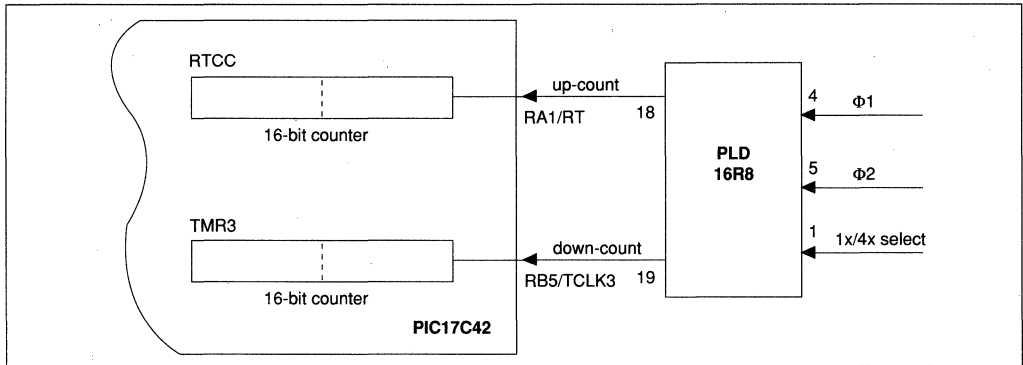 RTCC
16-bit counter
up-count
RA1/RT
18
TMR3
16-bit counter
down-count
RB5/TCLK3
19
PIC17C42
PLD
16R8
4
Φ1
5
Φ2
1
1x/4x select